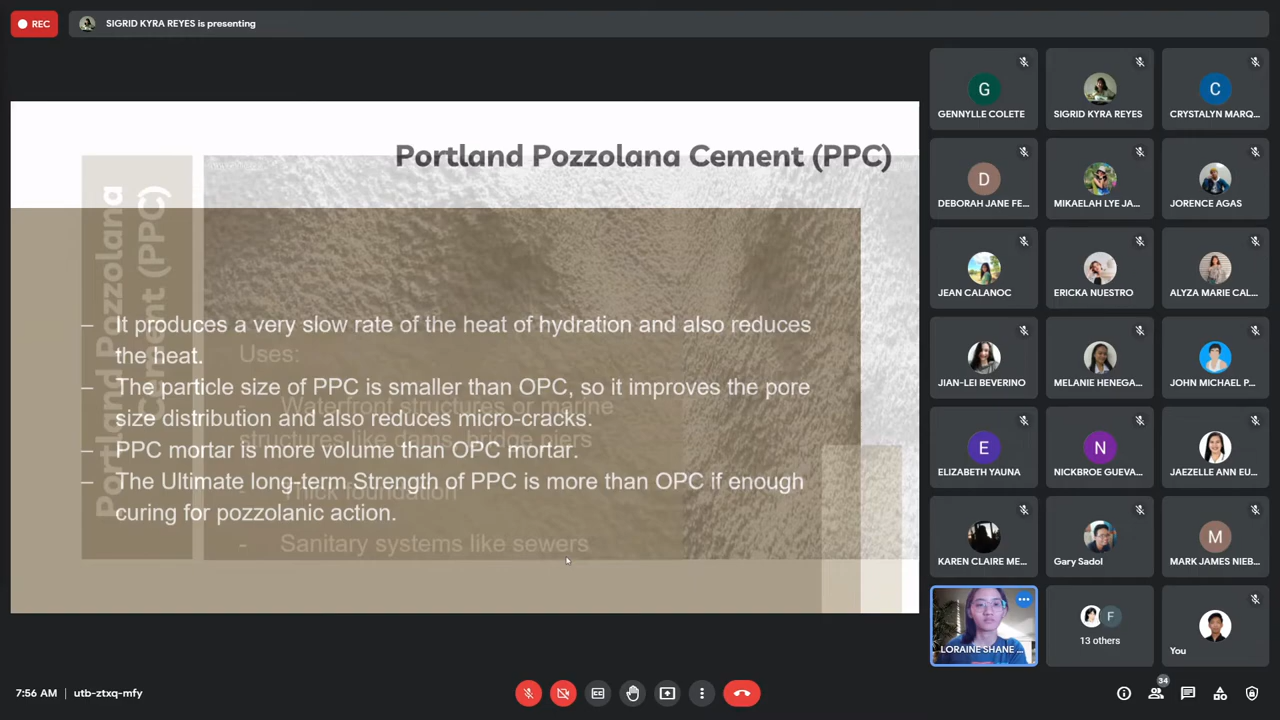 REC
SIGRID KYRA REYES is presenting
Portland Pozzolana Cement (PPC)
Portland Pozzolana
Cement (PPC)
– It produces a very slow rate of the heat of hydration and also reduces
the heat.
– The particle size of PPC is smaller than OPC, so it improves the pore
size distribution and also reduces micro-cracks.
– PPC mortar is more volume than OPC mortar.
– The Ultimate long-term Strength of PPC is more than OPC if enough
curing for pozzolanic action.
Uses:
Waterfront structures or marine
structures like dams, bridge piers
- Thick foundation
- Sanitary systems like sewers
G
GENNYLLE COLETE
SIGRID KYRA REYES
C
CRYSTALYN MARQ...
D
DEBORAH JANE FE...
MIKAELAH LYE JA...
JORENCE AGAS
JEAN CALANOC
ERICKA NUESTRO
ALYZA MARIE CAL...
JIAN-LEI BEVERINO
MELANIE HENEGA...
JOHN MICHAEL P...
E
ELIZABETH YAUNA
N
NICKBROE GUEVA...
JAEZELLE ANN EU...
KAREN CLAIRE ME...
Gary Sadol
M
MARK JAMES NIEB...
LORAINE SHANE ...
F
13 others
You
7:56 AM | utb-ztxq-mfy
34